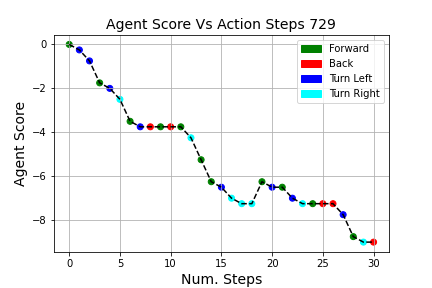 Agent Score Vs Action Steps 729
Agent Score
0
−2
−4
−6
−8
Forward
Back
Turn Left
Turn Right
0 5 10 15 20 25 30
Num. Steps